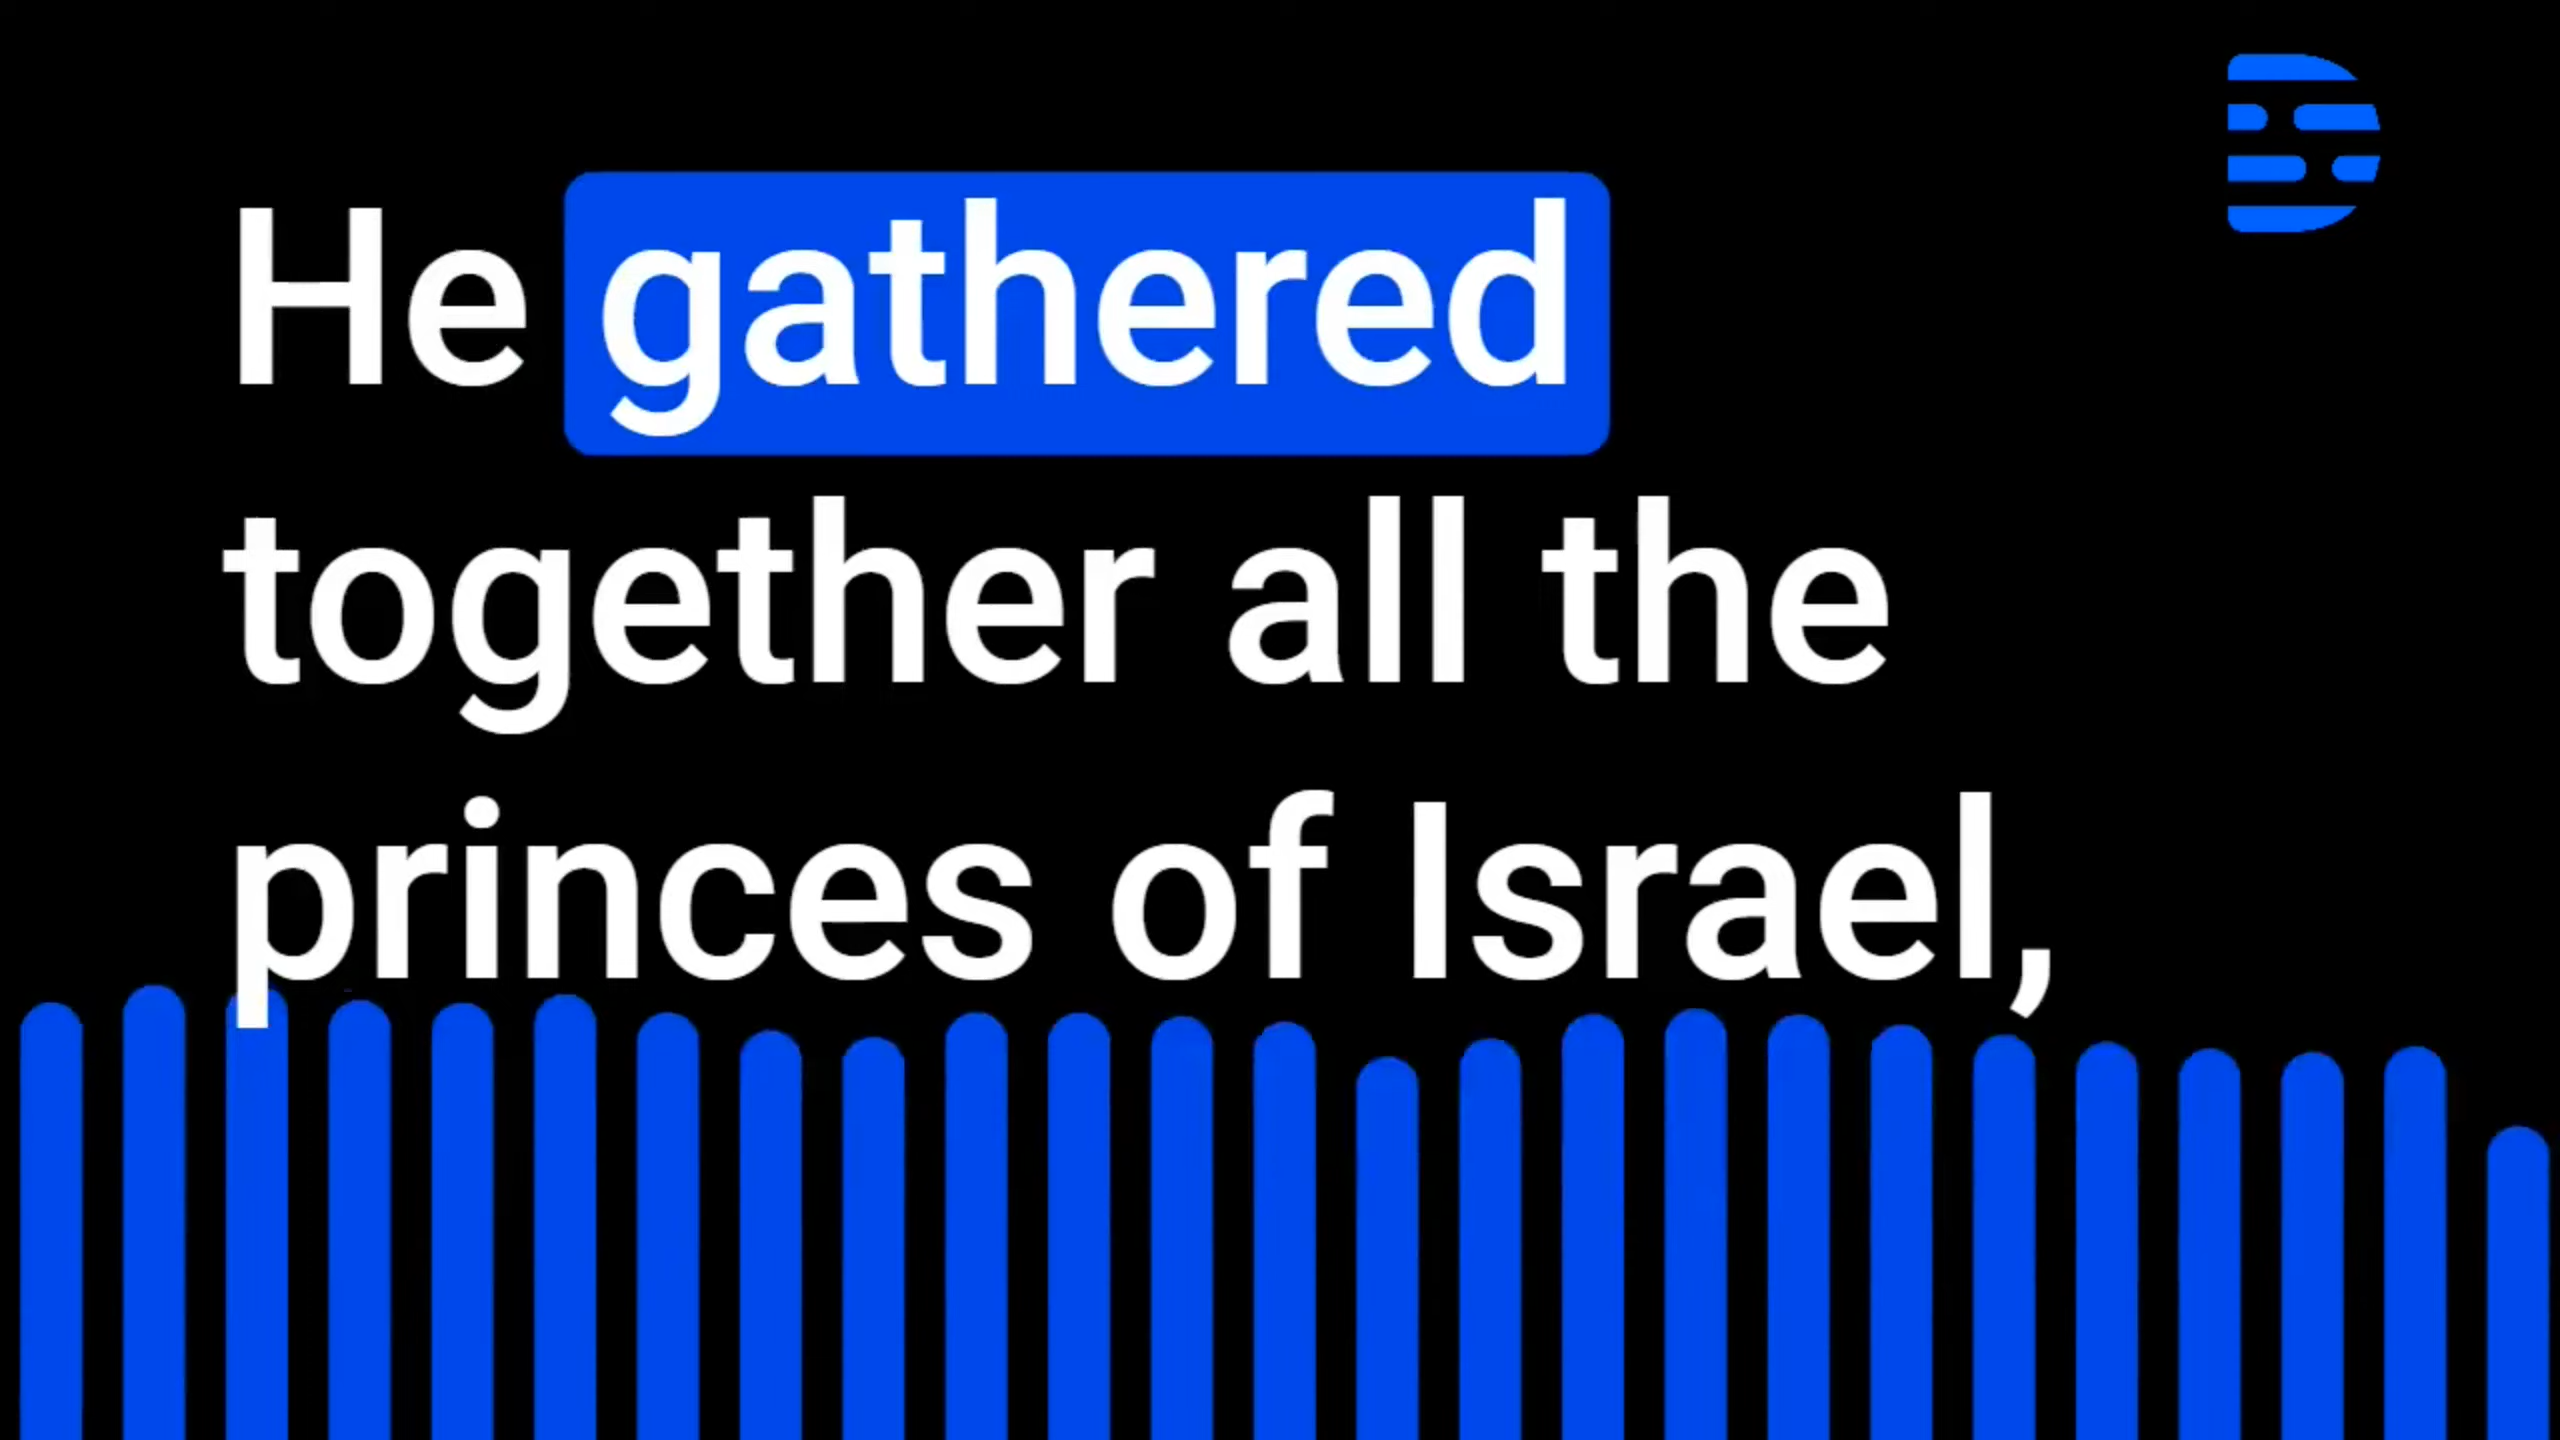 He gathered
together all the
princes of Israel,